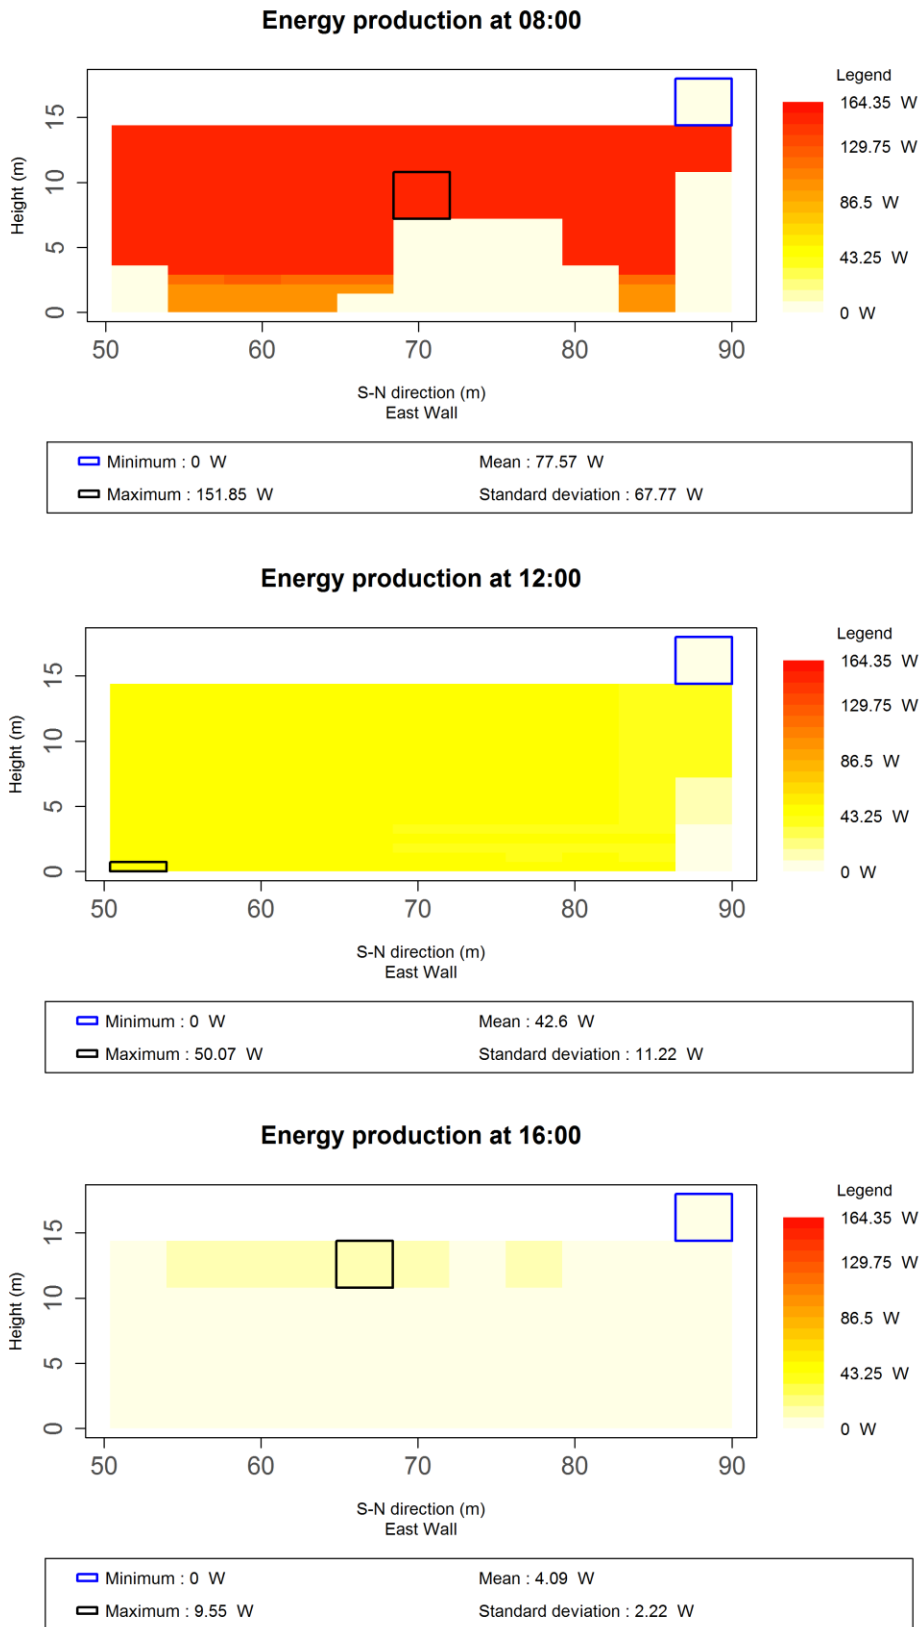 Energy production at 08:00
Legend
164.35 W
129.75 W
86.5 W
43.25 W
0 W
Height (m)
15
10
5
0
50 60 70 80 90
S-N direction (m)
East Wall
Minimum : 0 W Mean : 77.57 W
Maximum : 151.85 W Standard deviation : 67.77 W
Energy production at 12:00
Legend
164.35 W
129.75 W
86.5 W
43.25 W
0 W
Height (m)
15
10
5
0
50 60 70 80 90
S-N direction (m)
East Wall
Minimum : 0 W Mean : 42.6 W
Maximum : 50.07 W Standard deviation : 11.22 W
Energy production at 16:00
Legend
164.35 W
129.75 W
86.5 W
43.25 W
0 W
Height (m)
15
10
5
0
50 60 70 80 90
S-N direction (m)
East Wall
Minimum : 0 W Mean : 4.09 W
Maximum : 9.55 W Standard deviation : 2.22 W